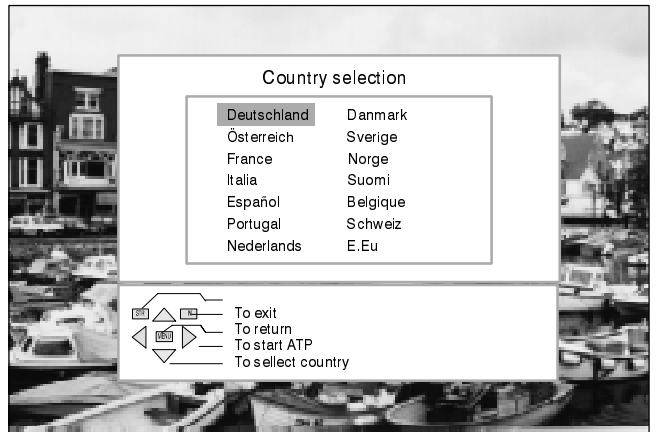 Country selection
Deutschland Danmark
Österreich Sverige
France Norge
Italia Suomi
Español Belgique
Portugal Schweiz
Nederlands E.Eu
STR N
To exit
To return
MENU
To start ATP
To sellect country